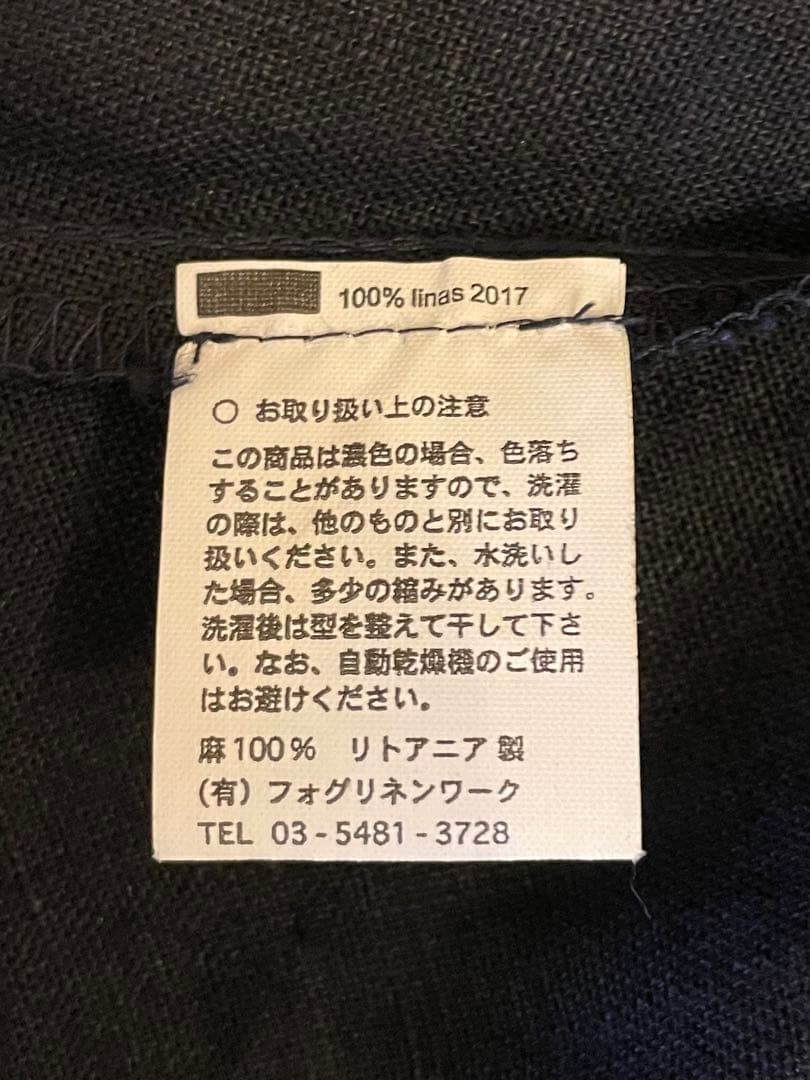 100% linas 2017
○ お取り扱い上の注意
この商品は濃色の場合、色落ち
することがありますので、洗濯
の際は、他のものと別にお取り
扱いください。また、水洗いし
た場合、多少の縮みがあります。
洗濯後は型を整えて干して下さ
い。なお、自動乾燥機のご使用
はお避けください。
麻100% リトアニア製
(有) フォグリネンワーク
TEL 03-5481-3728